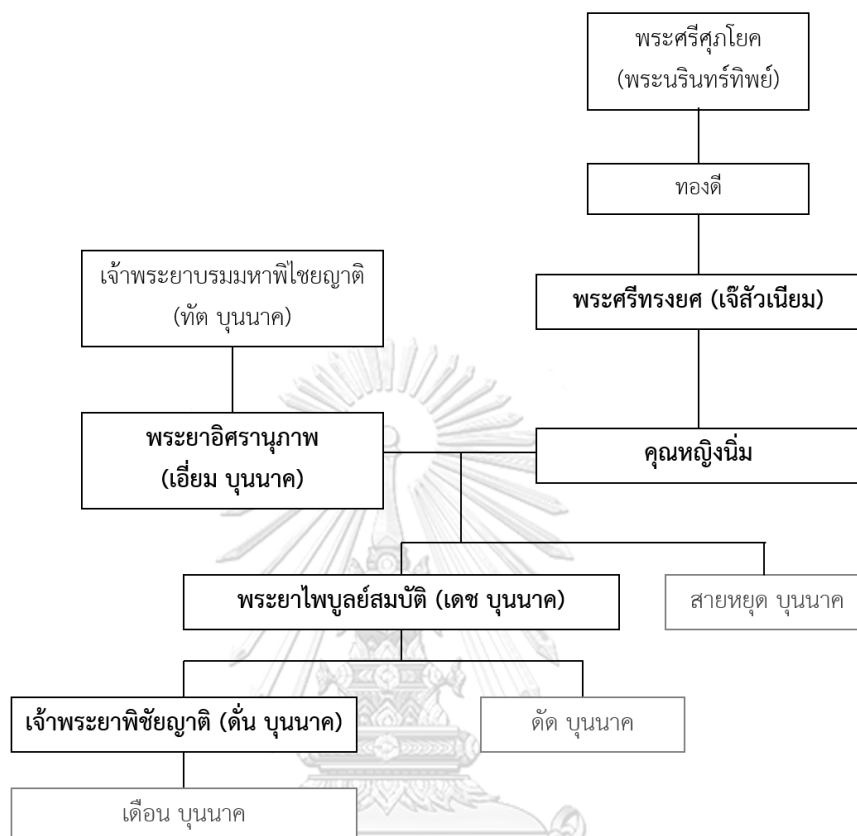 พระศรีศุภโยค
(พระนรินทร์ทิพย์)
ทองดี
เจ้าพระยาบรมมหาพิไชยญาติ
(ทัต บุนนาค)
พระศรีทรงยศ (เจ๊สัวเนียม)
พระยาอิศรานุภาพ
(เอี่ยม บุนนาค)
คุณหญิงนิ่ม
พระยาไพบูลย์สมบัติ (เดช บุนนาค)
สายหยุด บุนนาค
เจ้าพระยาพิชัยญาติ (ดั่น บุนนาค)
ดัด บุนนาค
เดือน บุนนาค